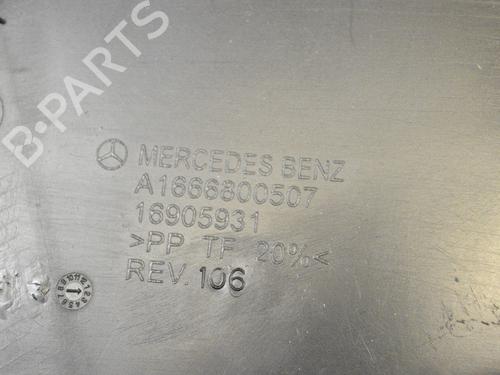 B-PARTS
MERCEDES BENZ
A1666800507
16905931
>PP TF 20%<
REV. 106